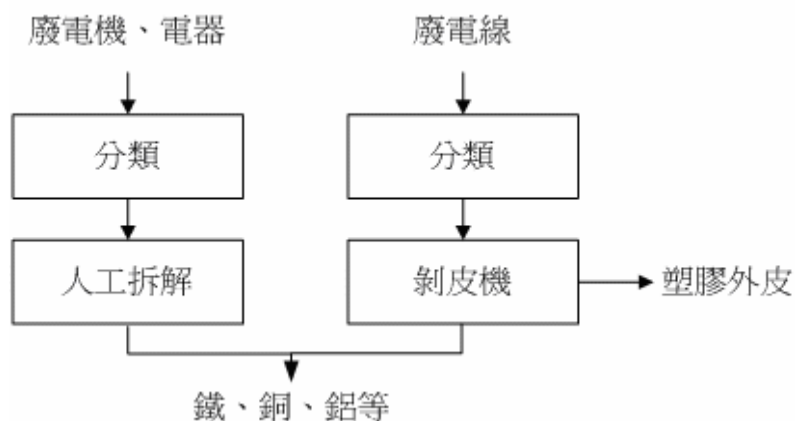 廢電機、電器
廢電線
分類
分類
人工拆解
剝皮機
塑膠外皮
鐵、銅、鋁等